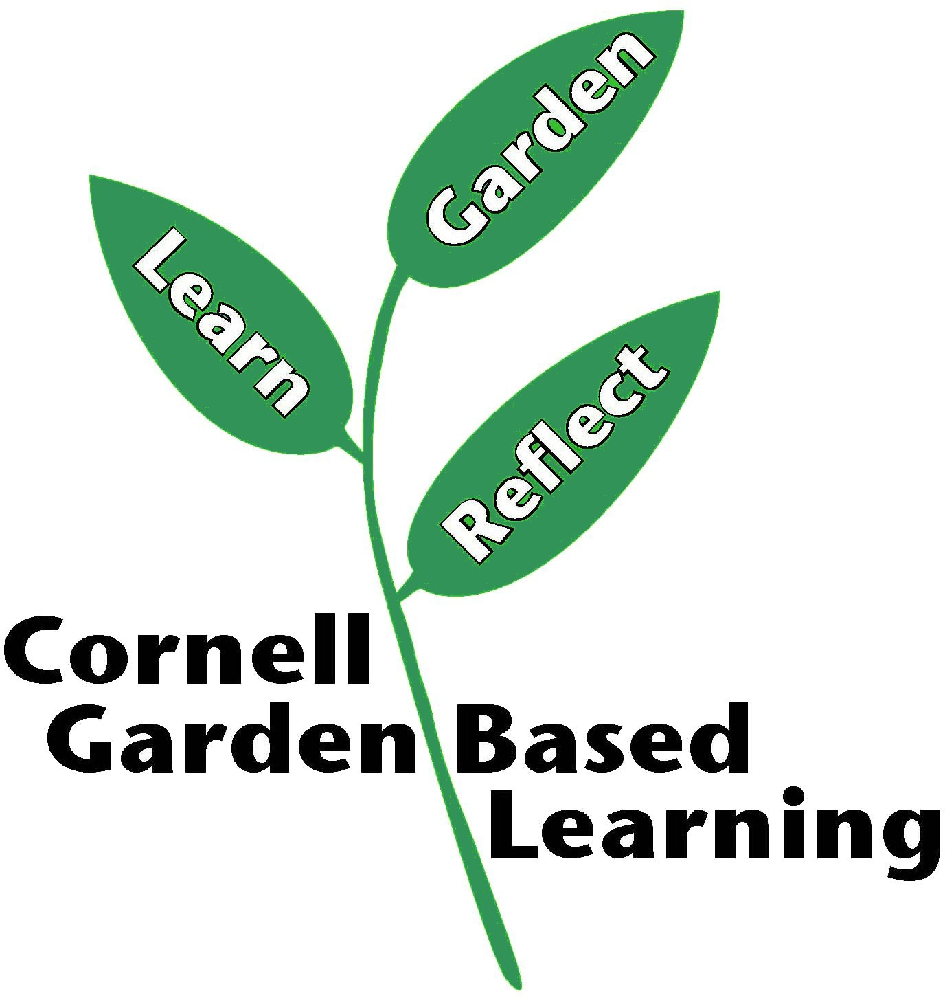 Garden
Learn
Reflect
Cornell
Garden Based
Learning